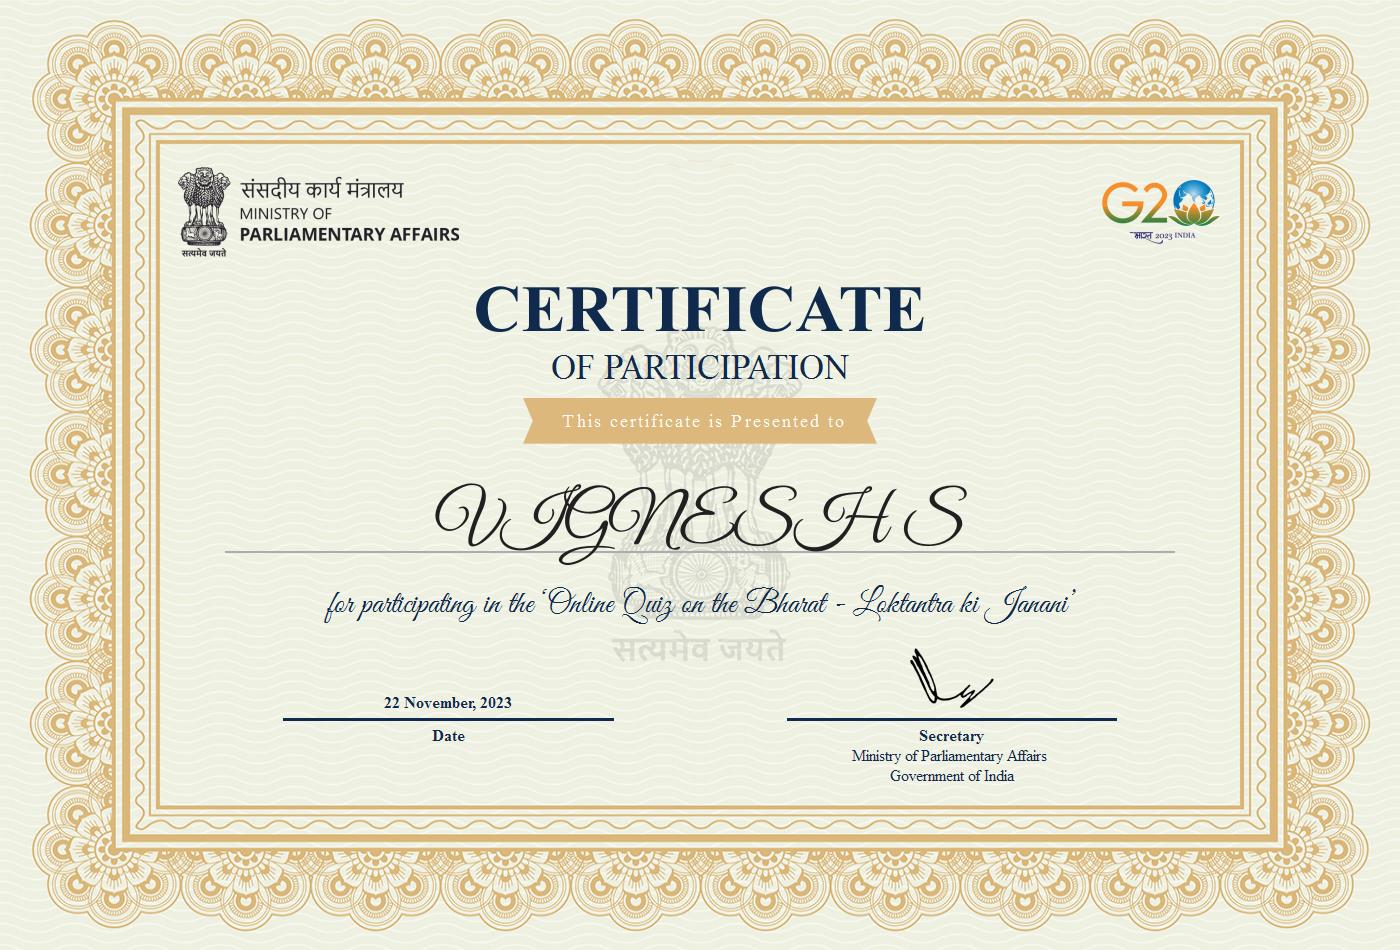 संसदीय कार्य मंत्रालय
MINISTRY OF
PARLIAMENTARY AFFAIRS
सत्यमेव जयते
G20
भारत 2023 INDIA
CERTIFICATE
OF PARTICIPATION
This certificate is Presented to
VIGNESH S
for participating in the 'Online Quiz on the Bharat - Loktantra ki Janani'
सत्यमेव जयते
22 November, 2023
Date
Secretary
Ministry of Parliamentary Affairs
Government of India